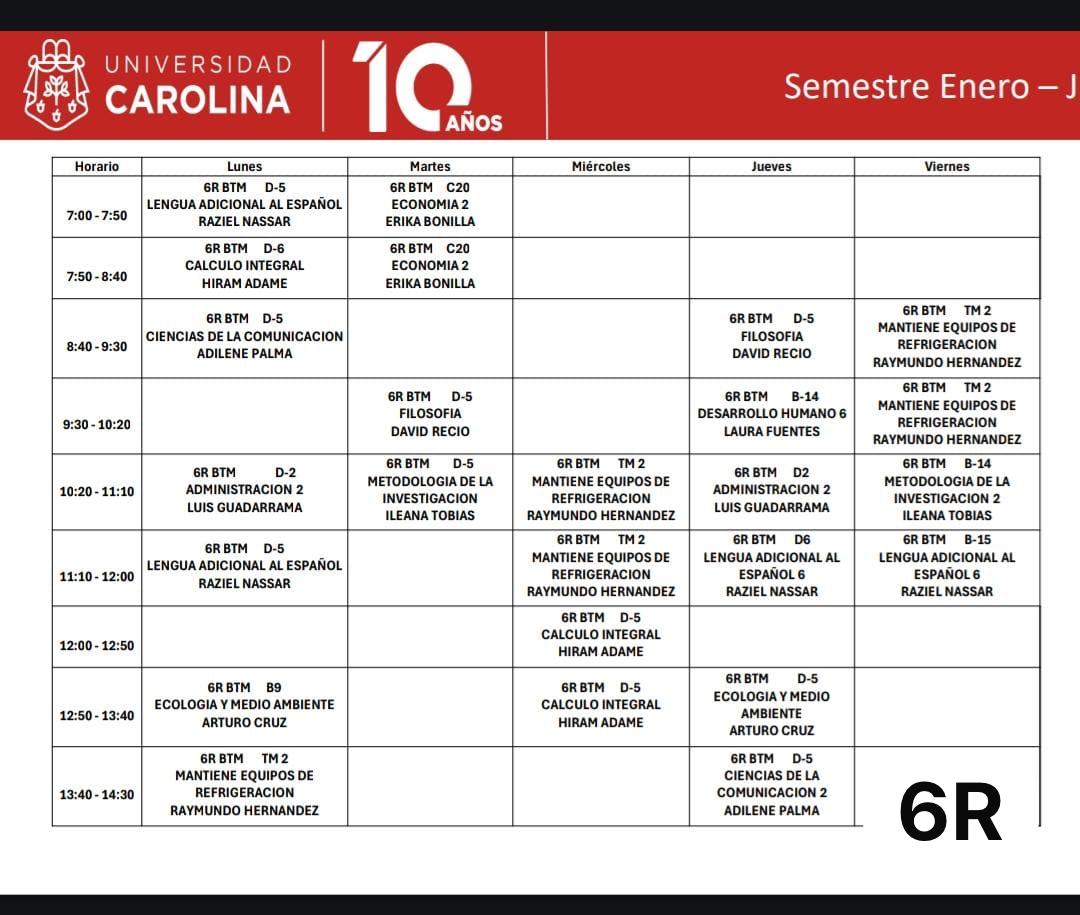 UNIVERSIDAD
CAROLINA
10
AÑOS
Semestre Enero – J
Horario Lunes Martes Miércoles Jueves Viernes
7:00 - 7:50
6R BTM D-5
LENGUA ADICIONAL AL ESPAÑOL
RAZIEL NASSAR
6R BTM C20
ECONOMIA 2
ERIKA BONILLA
7:50 - 8:40
6R BTM D-6
CALCULO INTEGRAL
HIRAM ADAME
6R BTM C20
ECONOMIA 2
ERIKA BONILLA
8:40 - 9:30
6R BTM D-5
CIENCIAS DE LA COMUNICACION
ADILENE PALMA
6R BTM D-5
FILOSOFIA
DAVID RECIO
6R BTM TM 2
MANTIENE EQUIPOS DE
REFRIGERACION
RAYMUNDO HERNANDEZ
9:30 - 10:20
6R BTM D-5
FILOSOFIA
DAVID RECIO
6R BTM B-14
DESARROLLO HUMANO 6
LAURA FUENTES
6R BTM TM 2
MANTIENE EQUIPOS DE
REFRIGERACION
RAYMUNDO HERNANDEZ
10:20 - 11:10
6R BTM D-2
ADMINISTRACION 2
LUIS GUADARRAMA
6R BTM D-5
METODOLOGIA DE LA
INVESTIGACION
ILEANA TOBIAS
6R BTM TM 2
MANTIENE EQUIPOS DE
REFRIGERACION
RAYMUNDO HERNANDEZ
6R BTM D2
ADMINISTRACION 2
LUIS GUADARRAMA
6R BTM B-14
METODOLOGIA DE LA
INVESTIGACION 2
ILEANA TOBIAS
11:10 - 12:00
6R BTM D-5
LENGUA ADICIONAL AL ESPAÑOL
RAZIEL NASSAR
6R BTM TM 2
MANTIENE EQUIPOS DE
REFRIGERACION
RAYMUNDO HERNANDEZ
6R BTM D6
LENGUA ADICIONAL AL
ESPAÑOL 6
RAZIEL NASSAR
6R BTM B-15
LENGUA ADICIONAL AL
ESPAÑOL 6
RAZIEL NASSAR
12:00 - 12:50
6R BTM D-5
CALCULO INTEGRAL
HIRAM ADAME
12:50 - 13:40
6R BTM B9
ECOLOGIA Y MEDIO AMBIENTE
ARTURO CRUZ
6R BTM D-5
CALCULO INTEGRAL
HIRAM ADAME
6R BTM D-5
ECOLOGIA Y MEDIO
AMBIENTE
ARTURO CRUZ
13:40 - 14:30
6R BTM TM 2
MANTIENE EQUIPOS DE
REFRIGERACION
RAYMUNDO HERNANDEZ
6R BTM D-5
CIENCIAS DE LA
COMUNICACION 2
ADILENE PALMA
6R